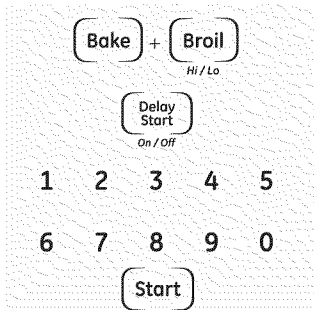 Bake + Broil
Hi / Lo
Delay
Start
On / Off
1 2 3 4 5
6 7 8 9 0
Start